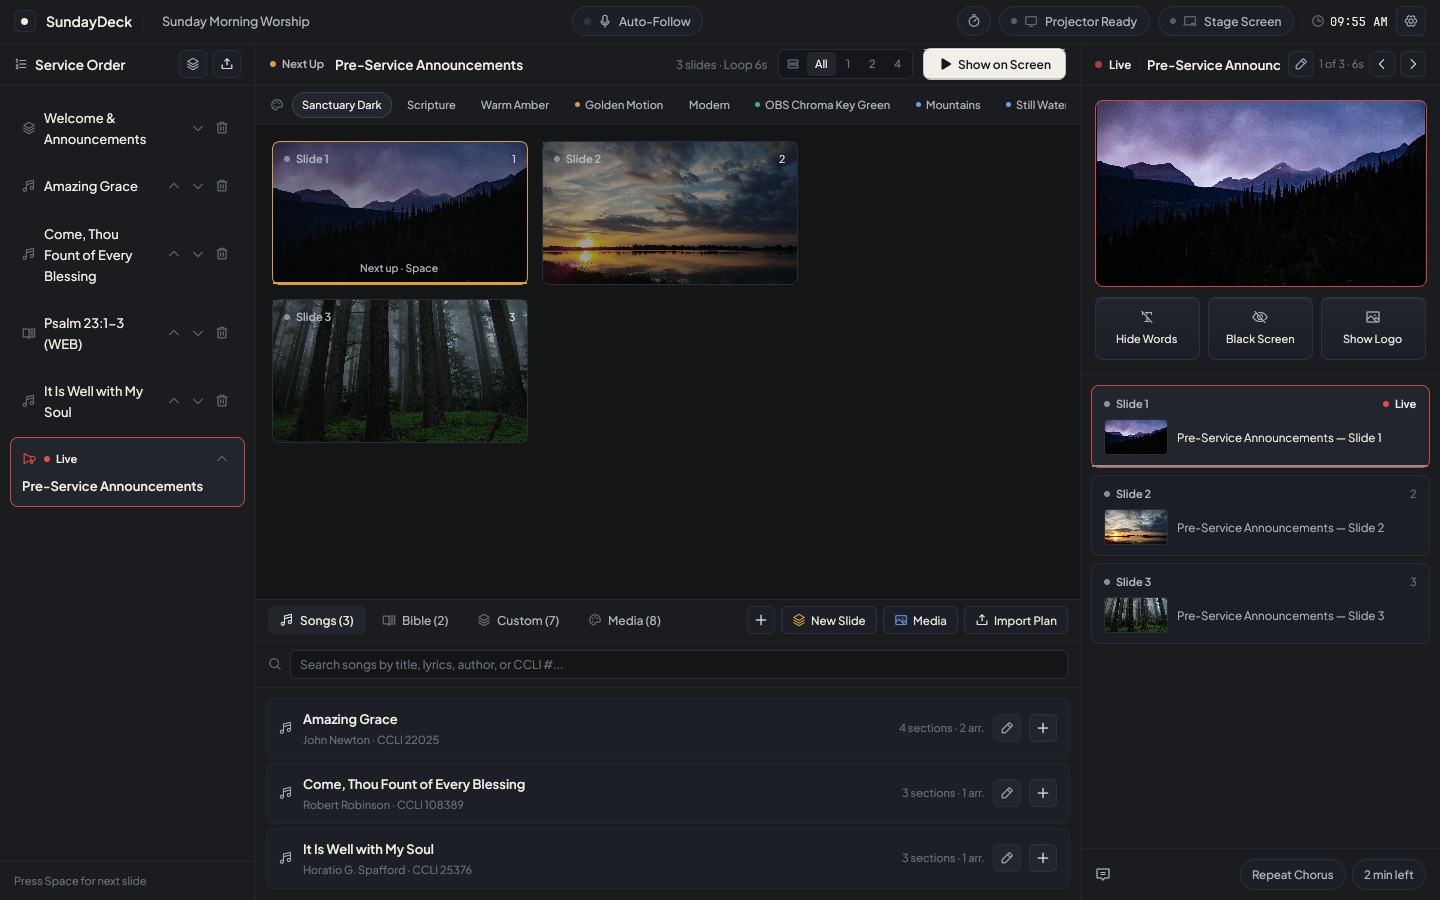 SundayDeck
Sunday Morning Worship
Auto-Follow
Projector Ready
Stage Screen
09:55 AM
Service Order
Welcome &
Announcements
Amazing Grace
Come, Thou
Fount of Every
Blessing
Psalm 23:1–3
(WEB)
It Is Well with My
Soul
Live
Pre-Service Announcements
Press Space for next slide
Next Up
Pre-Service Announcements
3 slides · Loop 6s
All
1
2
4
Show on Screen
Sanctuary Dark
Scripture
Warm Amber
Golden Motion
Modern
OBS Chroma Key Green
Mountains
Still Water
Slide 1
1
Next up · Space
Slide 2
2
Slide 3
3
Songs (3)
Bible (2)
Custom (7)
Media (8)
New Slide
Media
Import Plan
Search songs by title, lyrics, author, or CCLI #...
Amazing Grace
John Newton · CCLI 22025
4 sections · 2 arr.
Come, Thou Fount of Every Blessing
Robert Robinson · CCLI 108389
3 sections · 1 arr.
It Is Well with My Soul
Horatio G. Spafford · CCLI 25376
3 sections · 1 arr.
Live
Pre-Service Announc
1 of 3 · 6s
Hide Words
Black Screen
Show Logo
Slide 1
Live
Pre-Service Announcements — Slide 1
Slide 2
2
Pre-Service Announcements — Slide 2
Slide 3
3
Pre-Service Announcements — Slide 3
Repeat Chorus
2 min left